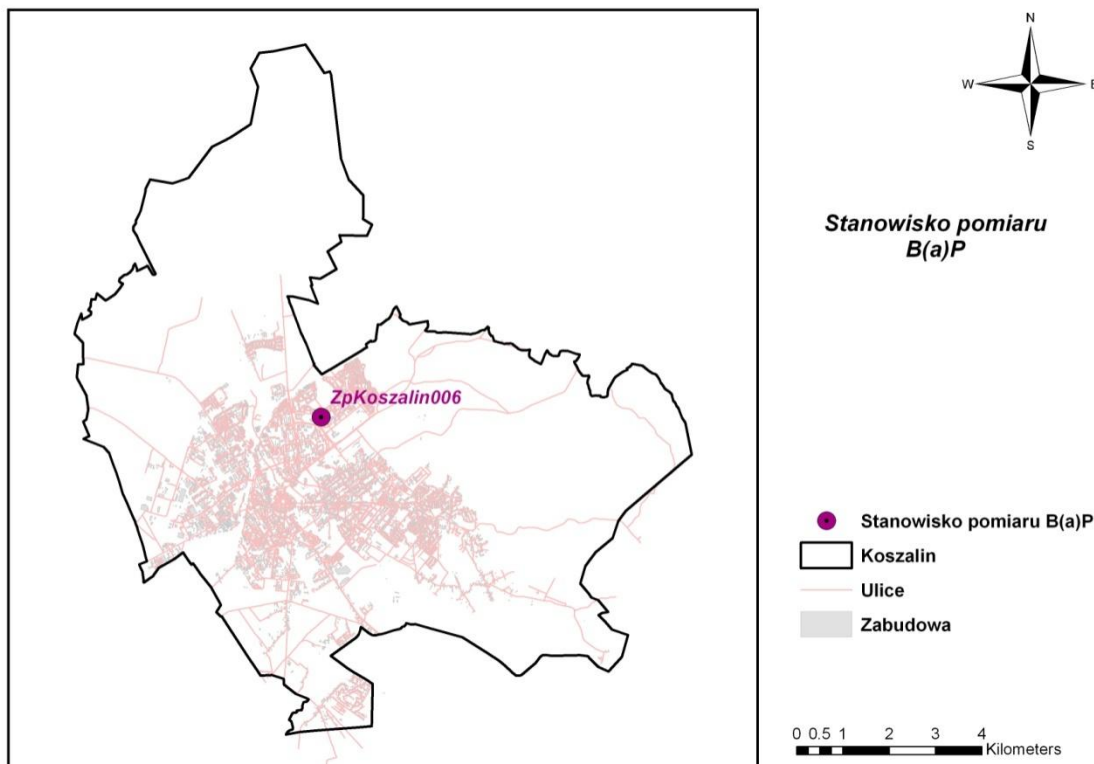 N
W
E
S
Stanowisko pomiaru
B(a)P
ZpKoszalin006
Stanowisko pomiaru B(a)P
Koszalin
Ulice
Zabudowa
0 0.5 1 2 3 4
Kilometers